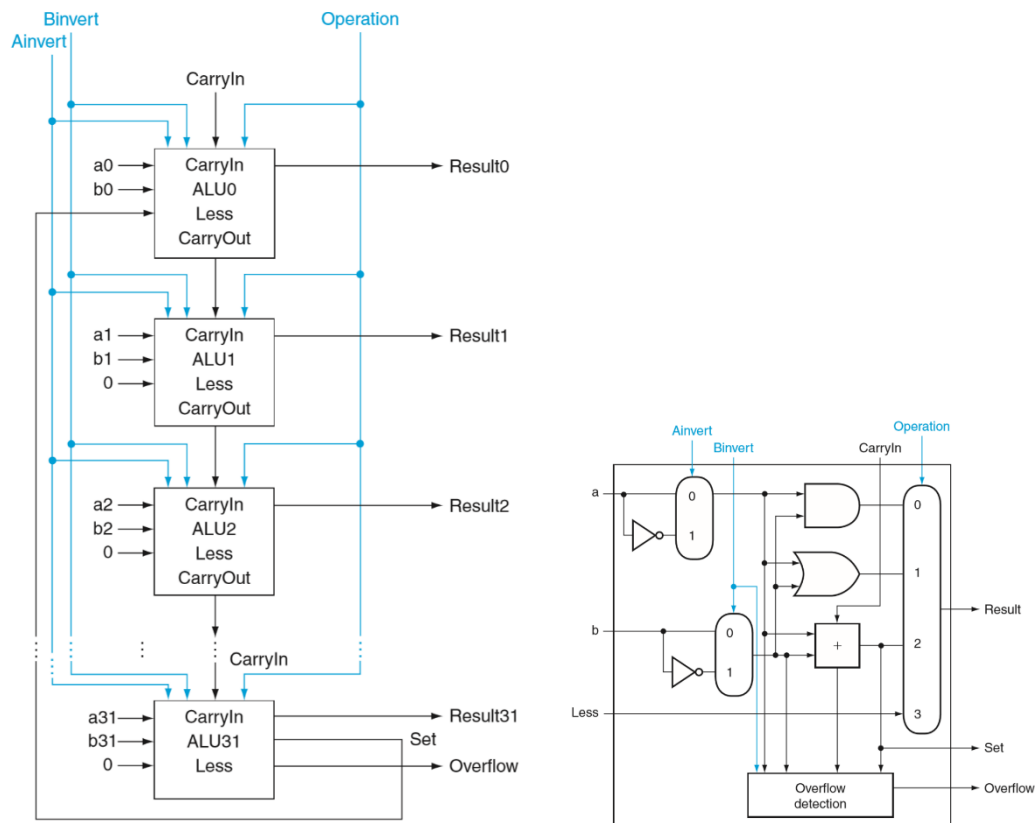 Binvert
Ainvert
Operation
CarryIn
a0
b0
CarryIn
ALU0
Less
CarryOut
Result0
a1
b1
0
CarryIn
ALU1
Less
CarryOut
Result1
a2
b2
0
CarryIn
ALU2
Less
CarryOut
Result2
CarryIn
a31
b31
0
CarryIn
ALU31
Less
Result31
Set
Overflow
Operation
Ainvert
Binvert
CarryIn
a
0
1
0
1
b
0
1
+
2
Result
Less
3
Set
Overflow
detection
Overflow